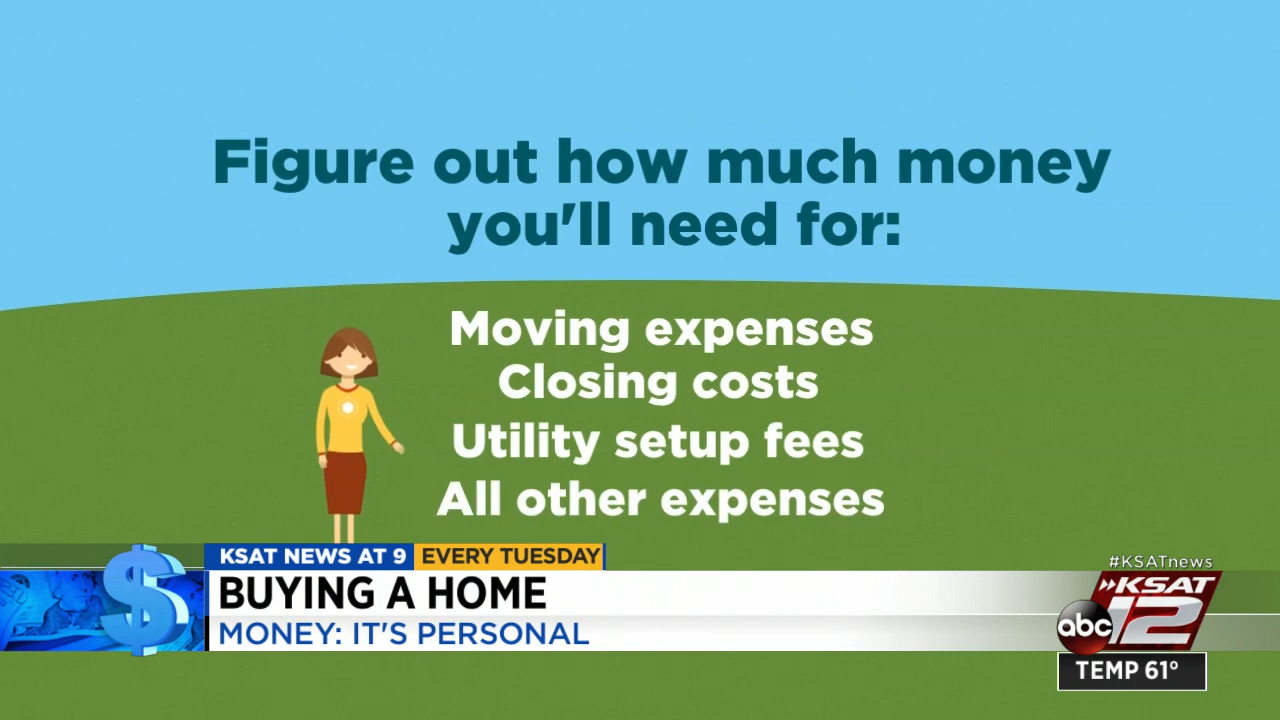 Figure out how much money
you'll need for:
Moving expenses
Closing costs
Utility setup fees
All other expenses
KSAT NEWS AT 9 EVERY TUESDAY
BUYING A HOME
MONEY: IT'S PERSONAL
#KSATnews
KSAT
abc 12
TEMP 61°